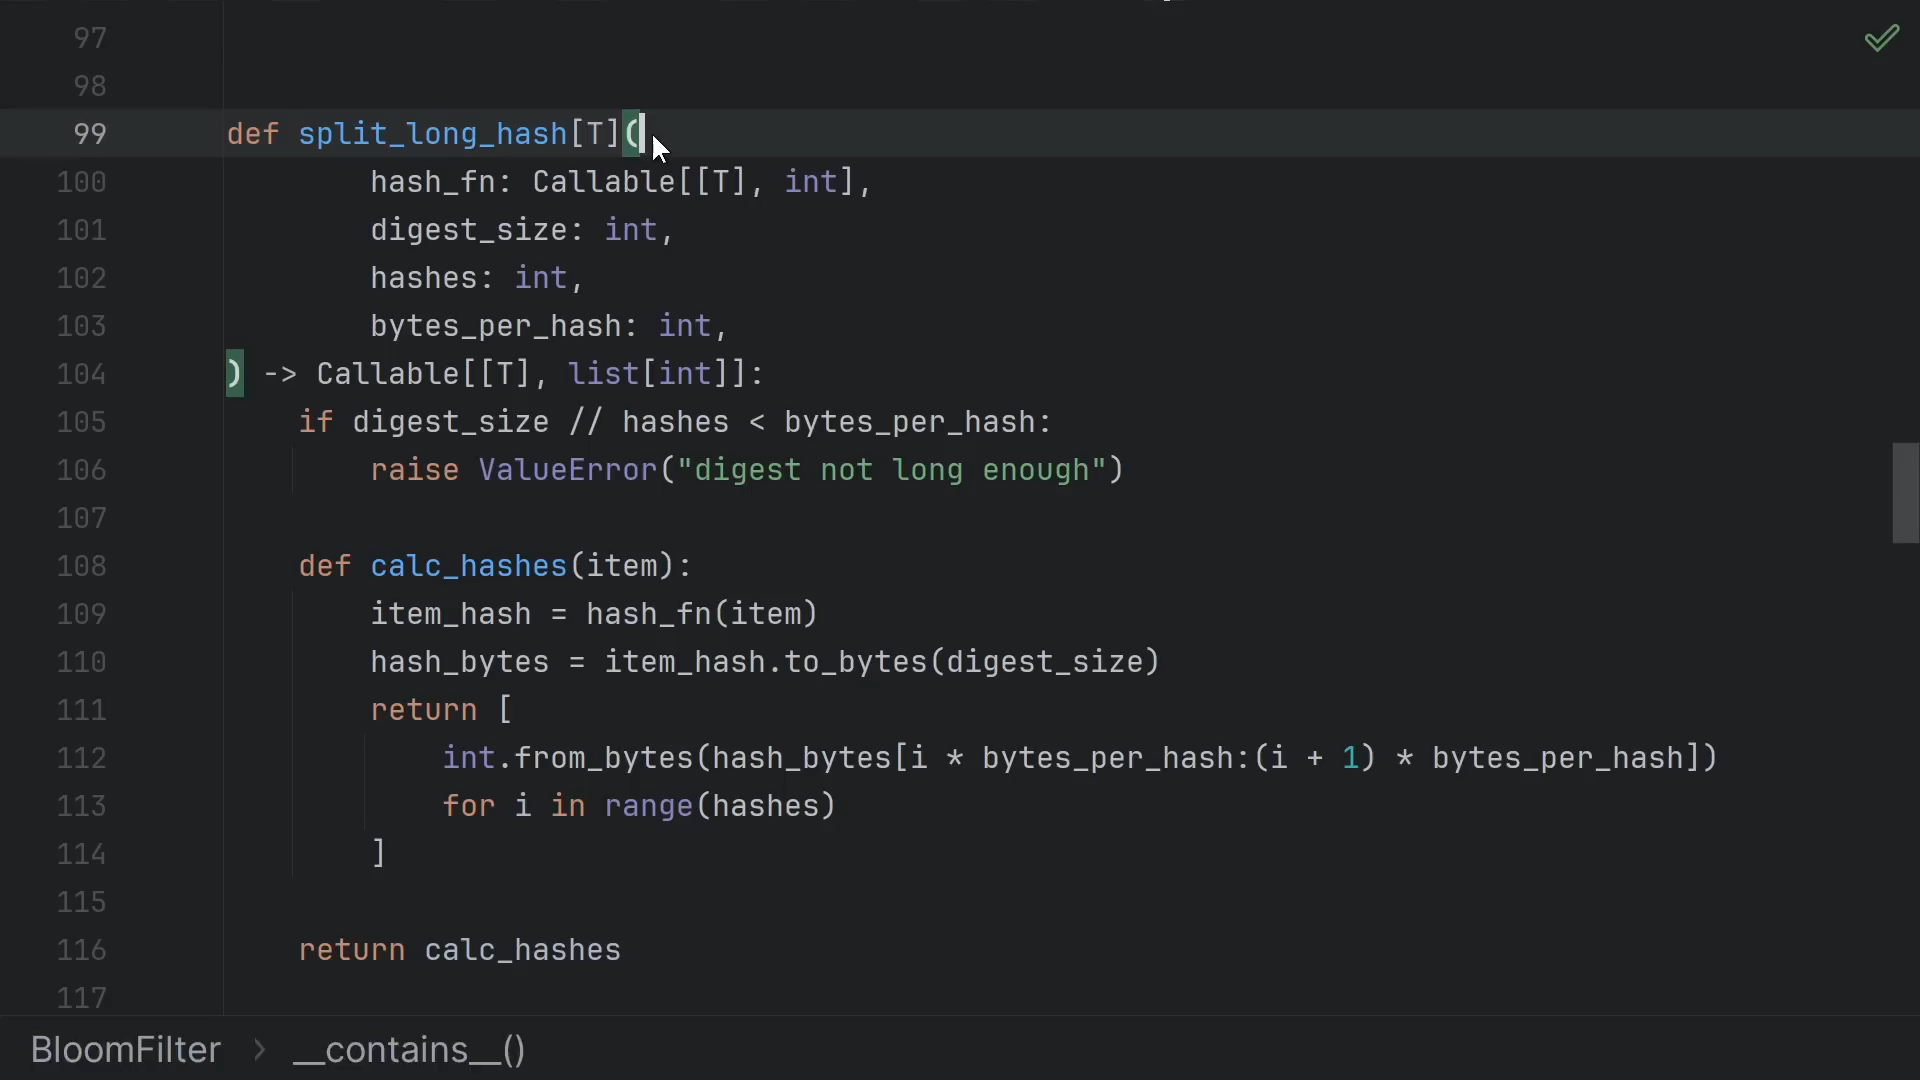 97
98
99 def split_long_hash[T](
100 hash_fn: Callable[[T], int],
101 digest_size: int,
102 hashes: int,
103 bytes_per_hash: int,
104 ) -> Callable[[T], list[int]]:
105 if digest_size // hashes < bytes_per_hash:
106 raise ValueError("digest not long enough")
107
108 def calc_hashes(item):
109 item_hash = hash_fn(item)
110 hash_bytes = item_hash.to_bytes(digest_size)
111 return [
112 int.from_bytes(hash_bytes[i * bytes_per_hash:(i + 1) * bytes_per_hash])
113 for i in range(hashes)
114 ]
115
116 return calc_hashes
117
BloomFilter > __contains__()